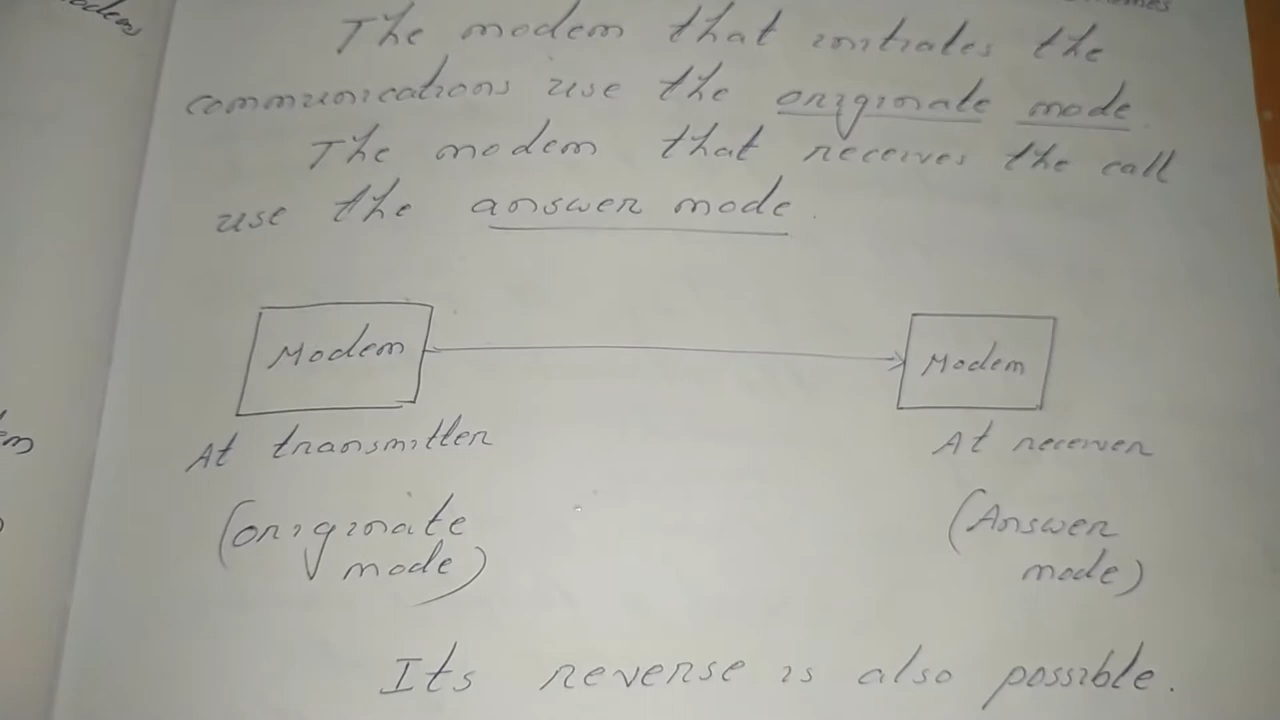 The modem that initiates the
communications use the originate mode.
The modem that receives the call
use the answer mode.
Modem
Modem
At transmitter
At receiver
(originate
mode)
(Answer
mode)
Its reverse is also possible.